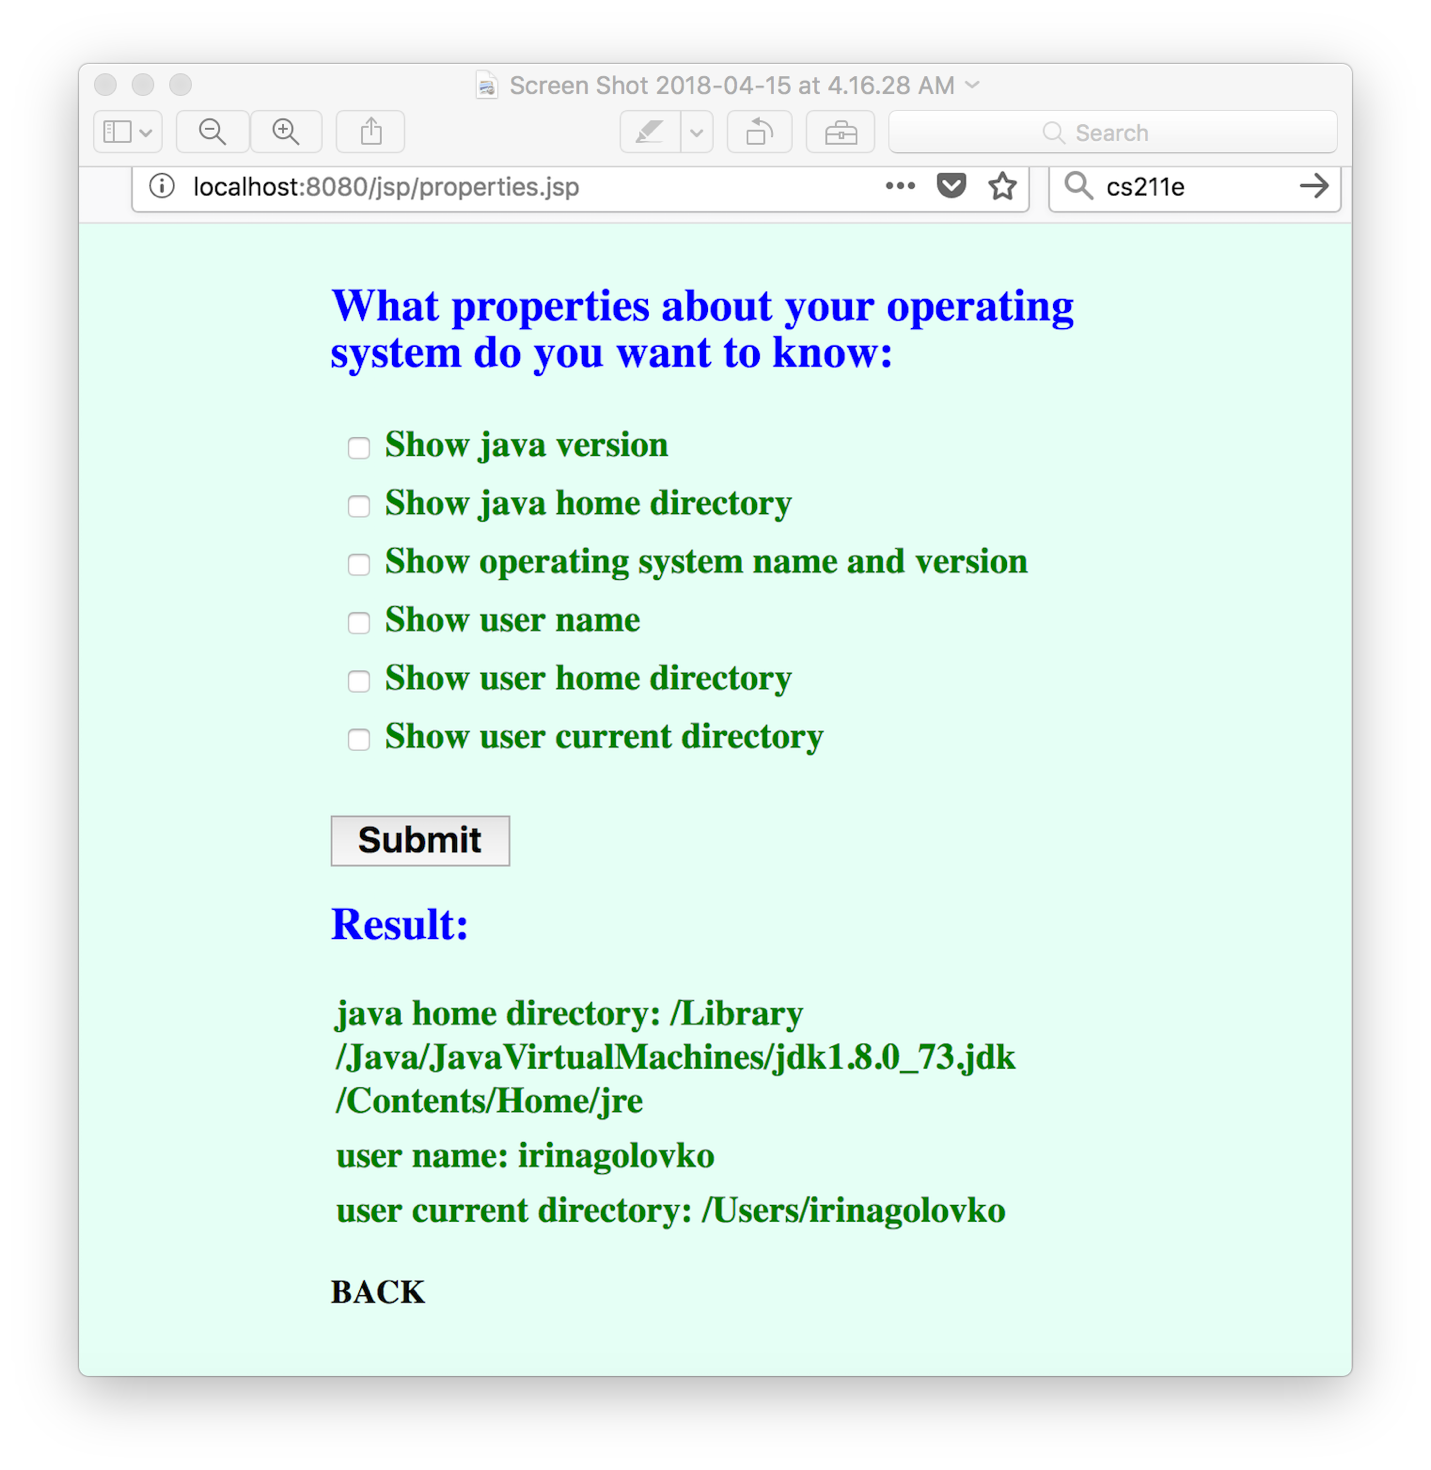 Screen Shot 2018-04-15 at 4.16.28 AM
Search
localhost:8080/jsp/properties.jsp
cs211e
What properties about your operating
system do you want to know:
Show java version
Show java home directory
Show operating system name and version
Show user name
Show user home directory
Show user current directory
Submit
Result:
java home directory: /Library
/Java/JavaVirtualMachines/jdk1.8.0_73.jdk
/Contents/Home/jre
user name: irinagolovko
user current directory: /Users/irinagolovko
BACK